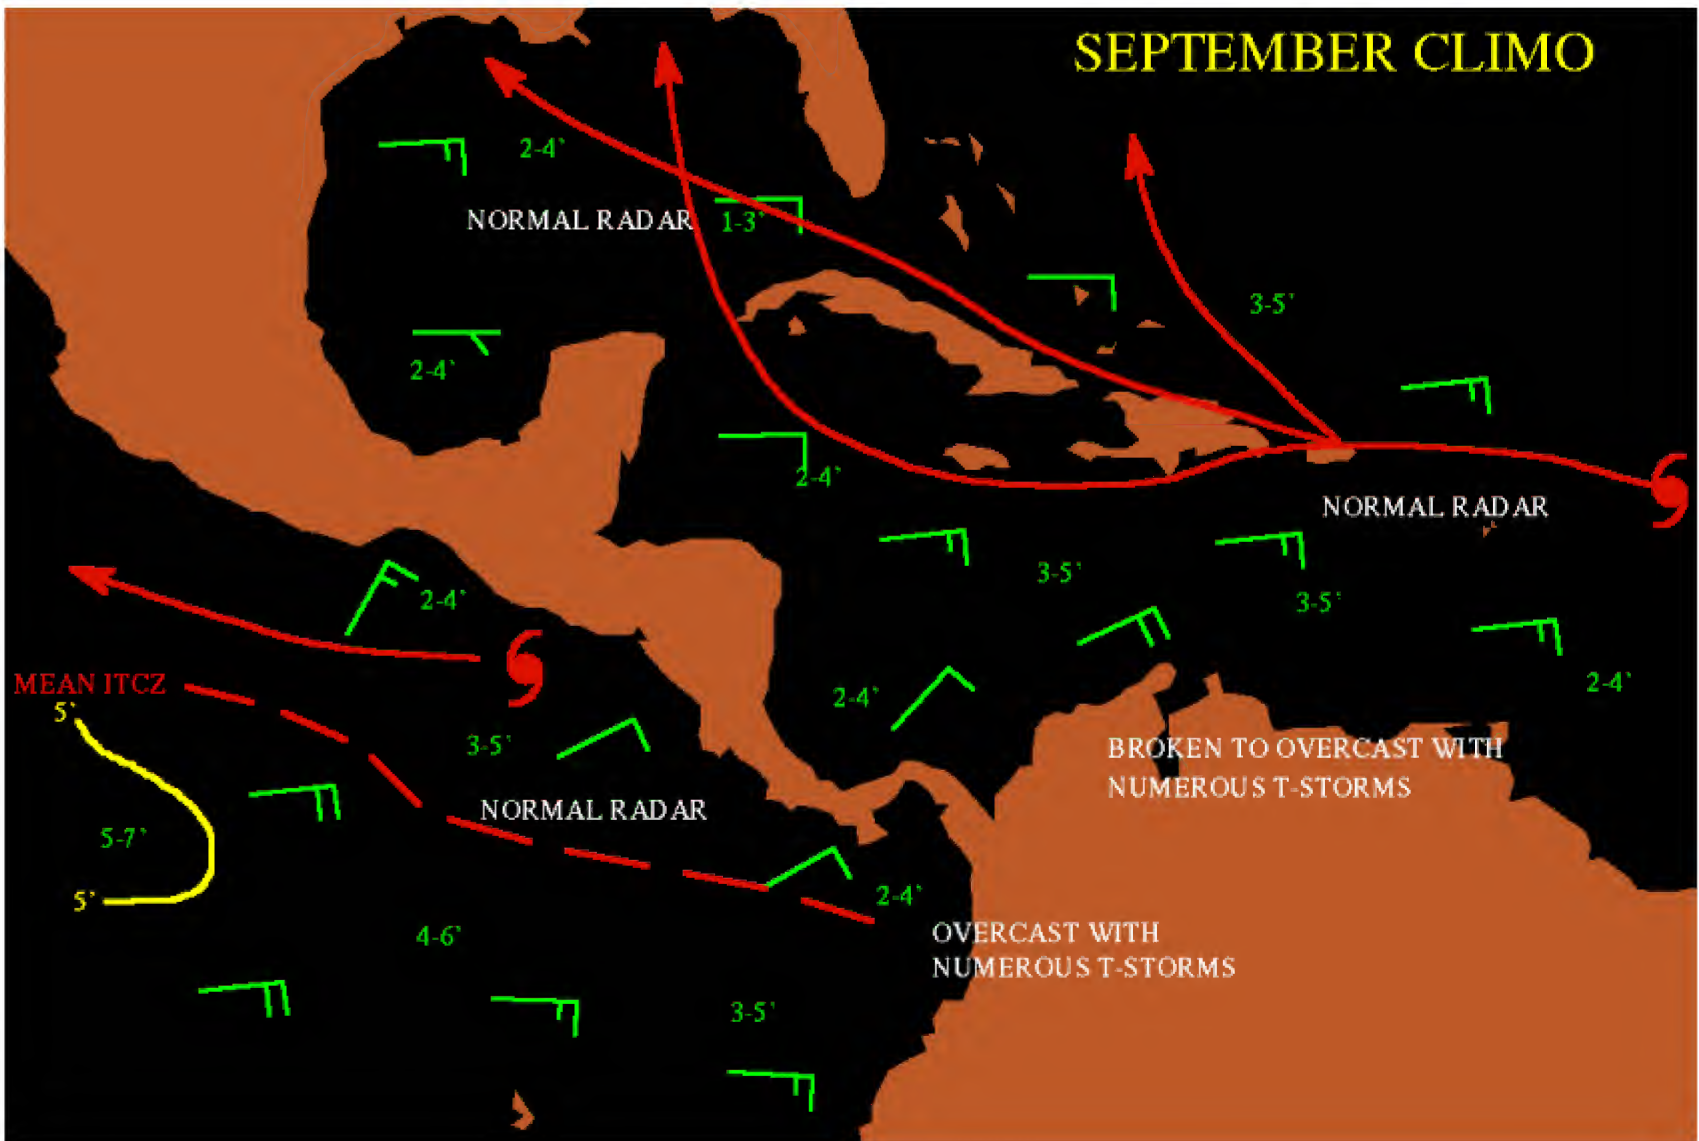 SEPTEMBER CLIMO
2-4'
NORMAL RADAR
1-3'
3-5'
2-4'
2-4'
NORMAL RADAR
3-5'
2-4'
3-5'
MEAN ITCZ
5'
2-4'
2-4'
3-5'
BROKEN TO OVERCAST WITH
NUMEROUS T-STORMS
NORMAL RADAR
5-7'
5'
2-4'
4-6'
OVERCAST WITH
NUMEROUS T-STORMS
3-5'